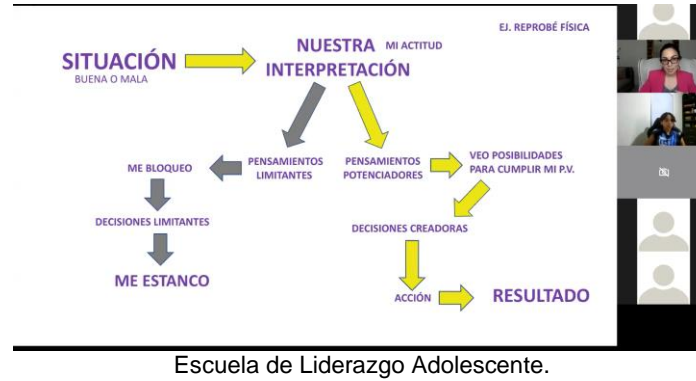 EJ. REPROBÉ FÍSICA
SITUACIÓN
BUENA O MALA
NUESTRA MI ACTITUD
INTERPRETACIÓN
ME BLOQUEO
PENSAMIENTOS
LIMITANTES
PENSAMIENTOS
POTENCIADORES
VEO POSIBILIDADES
PARA CUMPLIR MI P.V.
DECISIONES LIMITANTES
DECISIONES CREADORAS
ME ESTANCO
ACCIÓN
RESULTADO
Escuela de Liderazgo Adolescente.